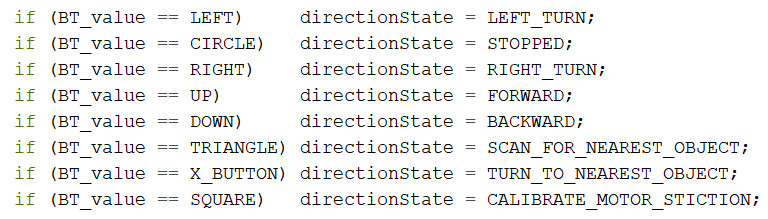 if (BT_value == LEFT)     directionState = LEFT_TURN;
if (BT_value == CIRCLE)   directionState = STOPPED;
if (BT_value == RIGHT)    directionState = RIGHT_TURN;
if (BT_value == UP)       directionState = FORWARD;
if (BT_value == DOWN)     directionState = BACKWARD;
if (BT_value == TRIANGLE) directionState = SCAN_FOR_NEAREST_OBJECT;
if (BT_value == X_BUTTON) directionState = TURN_TO_NEAREST_OBJECT;
if (BT_value == SQUARE)   directionState = CALIBRATE_MOTOR_STICTION;